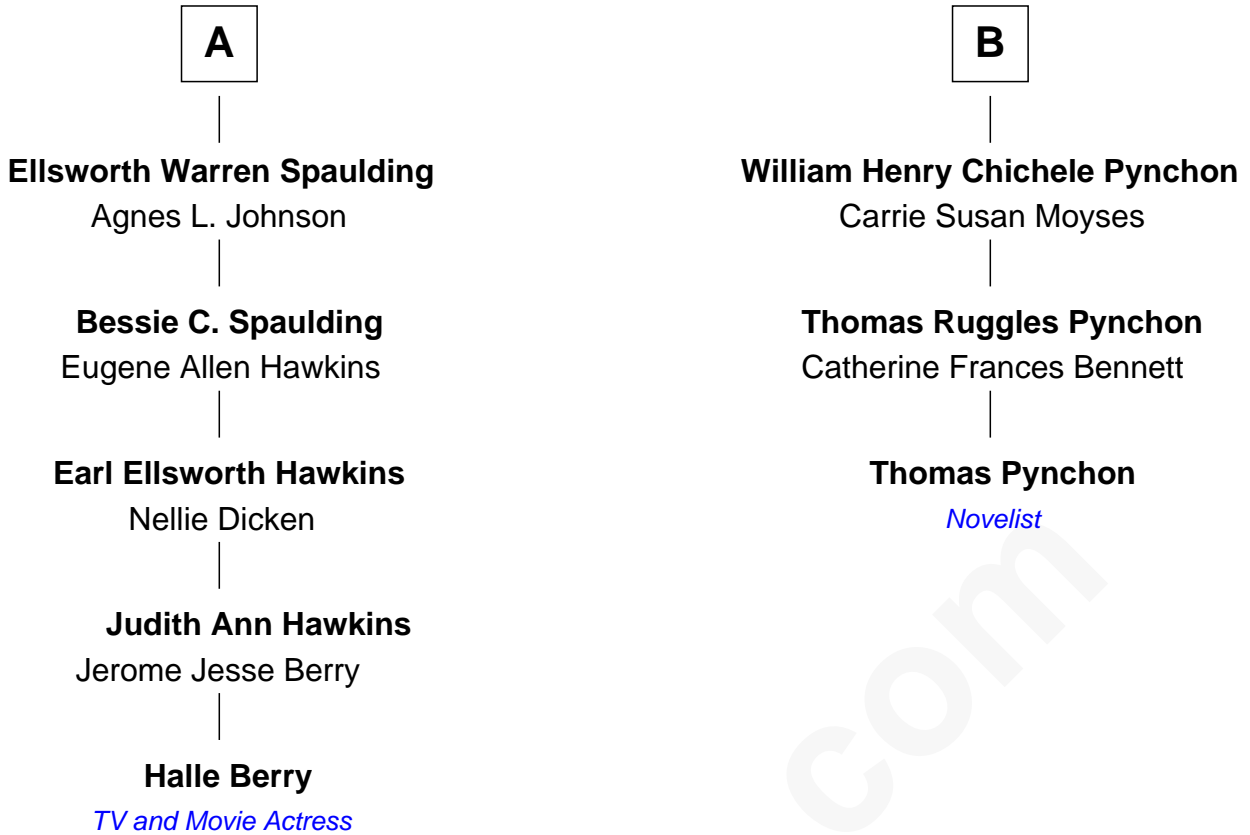 A
Ellsworth Warren Spaulding
Agnes L. Johnson
Bessie C. Spaulding
Eugene Allen Hawkins
Earl Ellsworth Hawkins
Nellie Dicken
Judith Ann Hawkins
Jerome Jesse Berry
Halle Berry
TV and Movie Actress
B
William Henry Chichele Pynchon
Carrie Susan Moyses
Thomas Ruggles Pynchon
Catherine Frances Bennett
Thomas Pynchon
Novelist
com